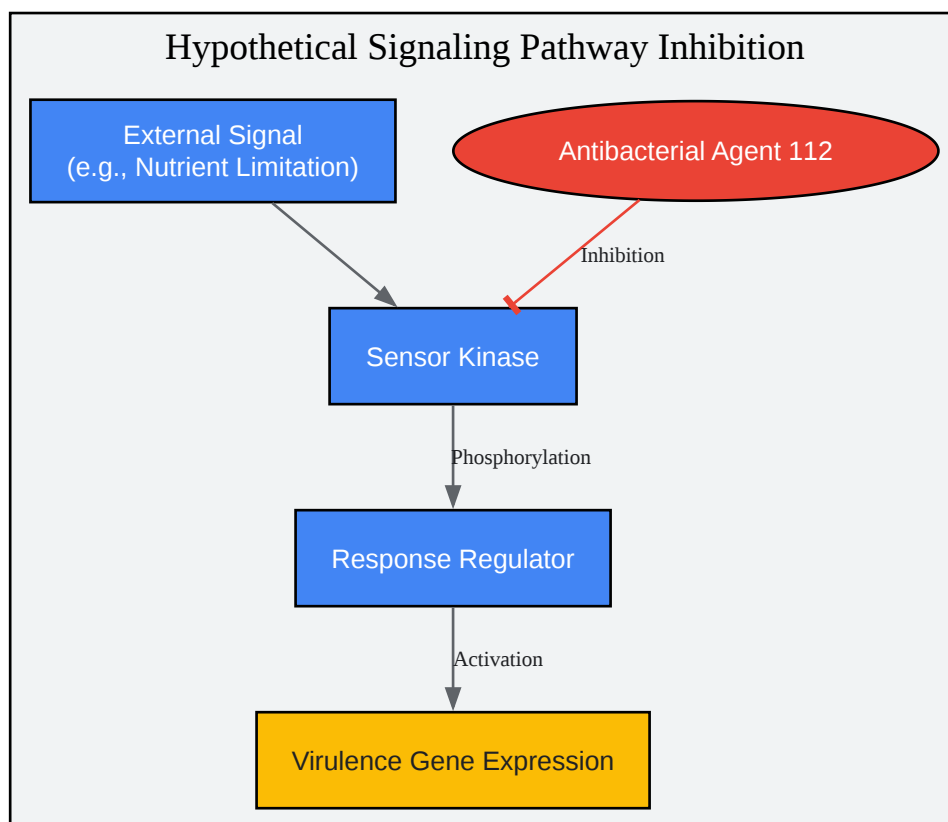 Hypothetical Signaling Pathway Inhibition
External Signal
(e.g., Nutrient Limitation)
Antibacterial Agent 112
Inhibition
Sensor Kinase
Phosphorylation
Response Regulator
Activation
Virulence Gene Expression